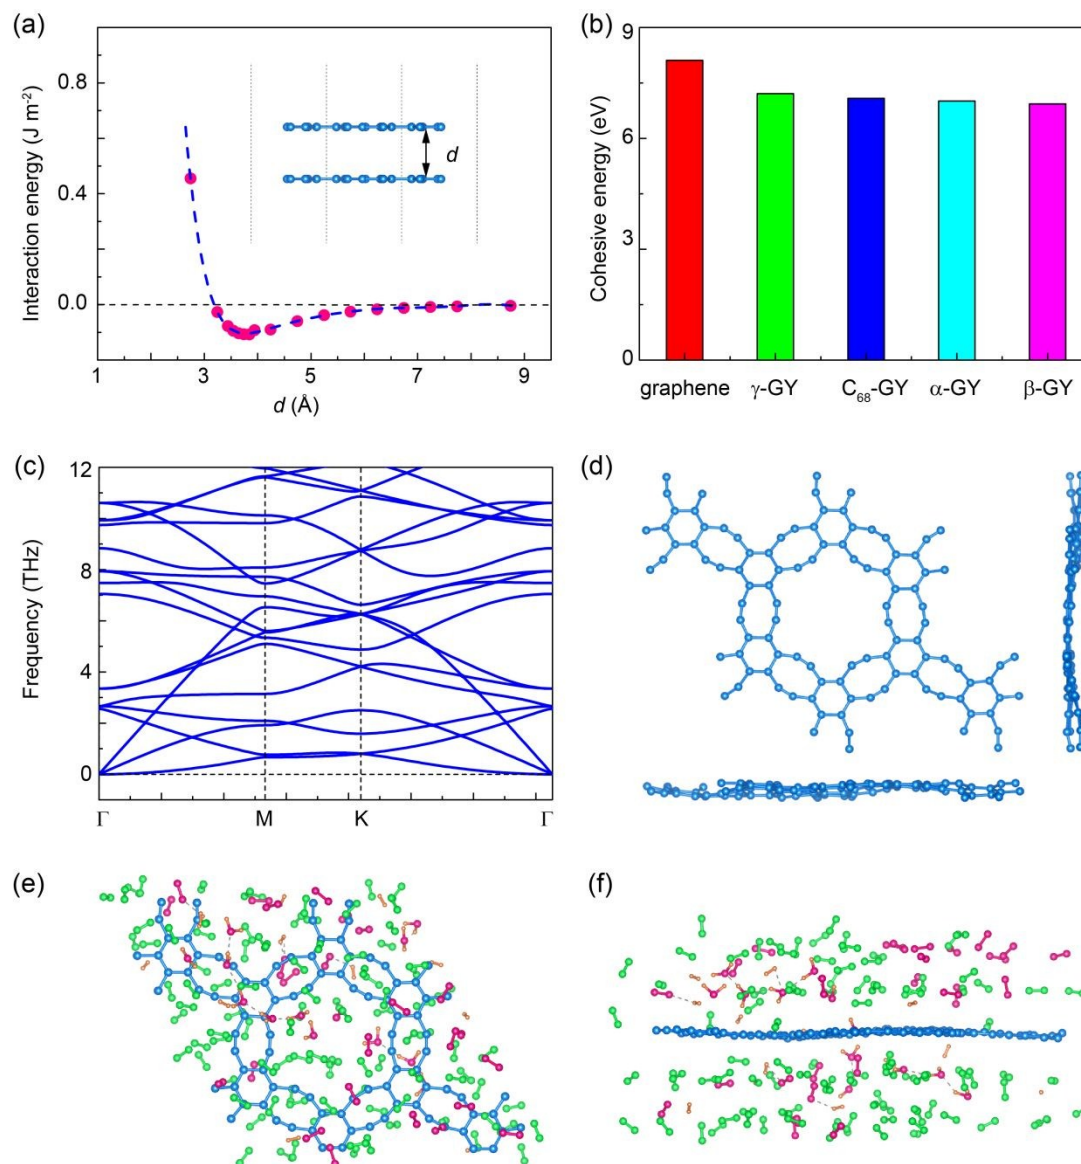 (a)
Interaction energy (J m⁻²)
0.8
0.4
0.0
d
1 3 5 7 9
d (Å)
(b)
Cohesive energy (eV)
9
6
3
0
graphene γ-GY C₆₈-GY α-GY β-GY
(c)
Frequency (THz)
12
8
4
0
Γ M K Γ
(d)
(e)
(f)